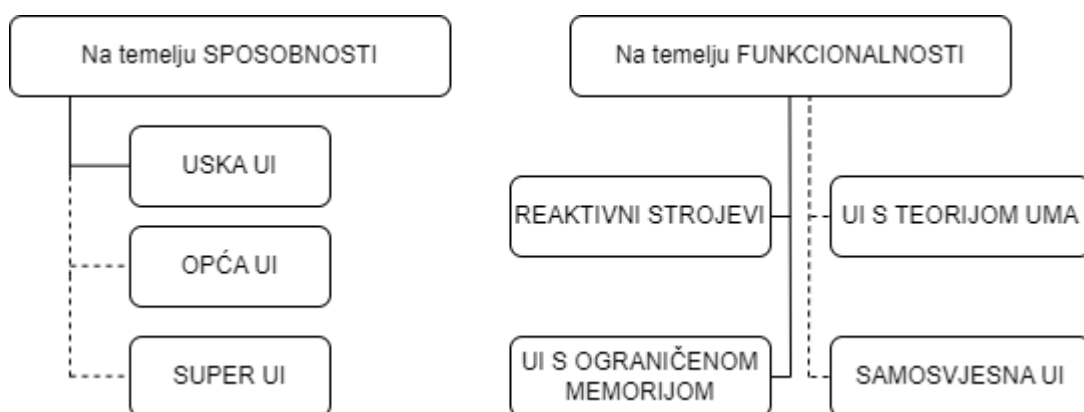 Na temelju SPOSOBNOSTI
USKA UI
OPĆA UI
SUPER UI
Na temelju FUNKCIONALNOSTI
REAKTIVNI STROJEVI
UI S TEORIJOM UMA
UI S OGRANIČENOM
MEMORIJOM
SAMOSVJESNA UI